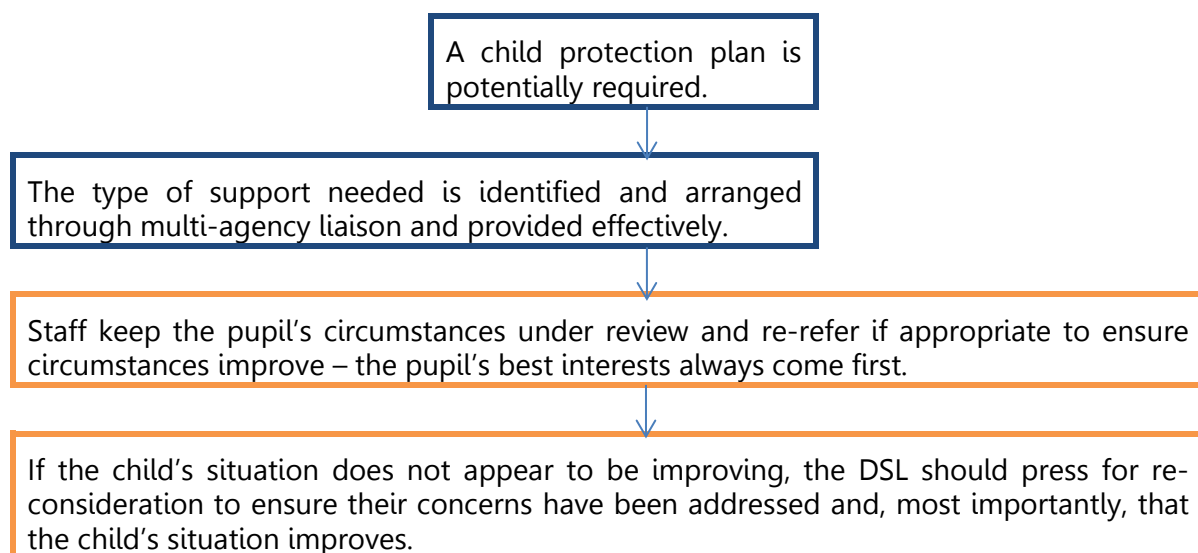 A child protection plan is
potentially required.
The type of support needed is identified and arranged
through multi-agency liaison and provided effectively.
Staff keep the pupil’s circumstances under review and re-refer if appropriate to ensure
circumstances improve – the pupil’s best interests always come first.
If the child’s situation does not appear to be improving, the DSL should press for re-
consideration to ensure their concerns have been addressed and, most importantly, that
the child’s situation improves.